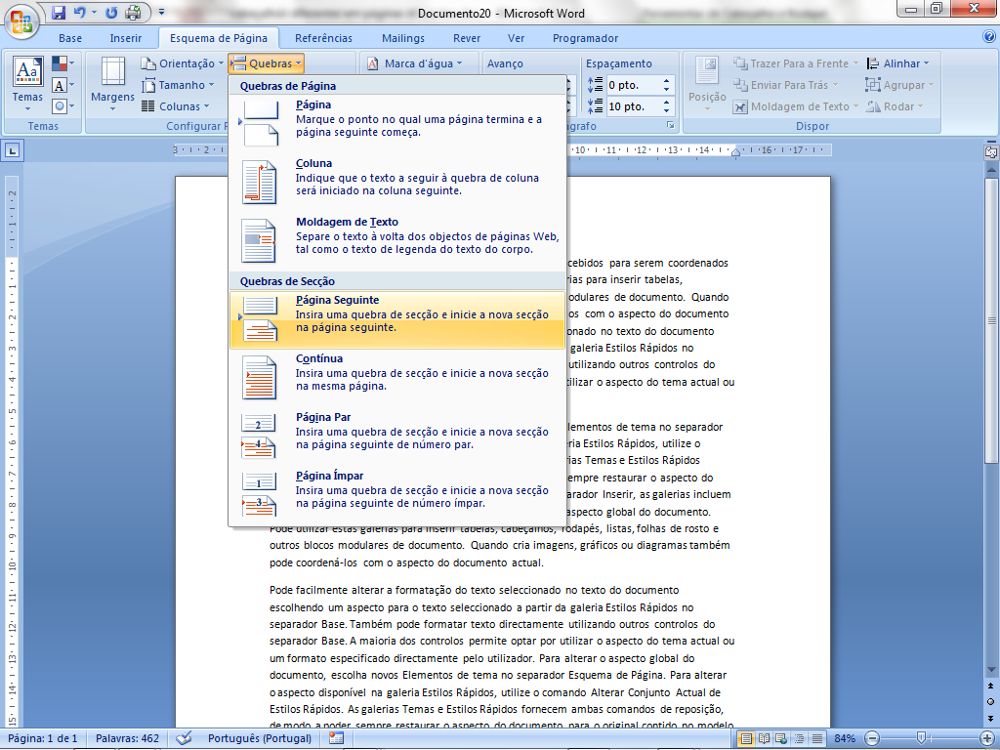 Documento20 - Microsoft Word
Base Inserir Esquema de Página Referências Mailings Rever Ver Programador
Temas
Temas
Margens
Orientação
Tamanho
Colunas
Configurar P
Quebras
Marca d'água
Avanço
Espaçamento
0 pto.
10 pto.
grafo
Posição
Trazer Para a Frente
Enviar Para Trás
Moldagem de Texto
Alinhar
Agrupar
Rodar
Dispor
Quebras de Página
Página
Marque o ponto no qual uma página termina e a
página seguinte começa.
Coluna
Indique que o texto a seguir à quebra de coluna
será iniciado na coluna seguinte.
Moldagem de Texto
Separe o texto à volta dos objectos de páginas Web,
tal como o texto de legenda do texto do corpo.
Quebras de Secção
Página Seguinte
Insira uma quebra de secção e inicie a nova secção
na página seguinte.
Contínua
Insira uma quebra de secção e inicie a nova secção
na mesma página.
Página Par
Insira uma quebra de secção e inicie a nova secção
na página seguinte de número par.
Página Ímpar
Insira uma quebra de secção e inicie a nova secção
na página seguinte de número ímpar.
3 2 10 11 12 13 14 16 17
cebidos para serem coordenados
rias para inserir tabelas,
odulares de documento. Quando
os com o aspecto do documento
onado no texto do documento
galeria Estilos Rápidos no
utilizando outros controlos do
tilizar o aspecto do tema actual ou
lementos de tema no separador
ria Estilos Rápidos, utilize o
rias Temas e Estilos Rápidos
empre restaurar o aspecto do
parador Inserir, as galerias incluem
aspecto global do documento.
Pode utilizar estas galerias para inserir tabelas, cabeçalhos, rodapés, listas, folhas de rosto e
outros blocos modulares de documento. Quando cria imagens, gráficos ou diagramas também
pode coordená-los com o aspecto do documento actual.
Pode facilmente alterar a formatação do texto seleccionado no texto do documento
escolhendo um aspecto para o texto seleccionado a partir da galeria Estilos Rápidos no
separador Base. Também pode formatar texto directamente utilizando outros controlos do
separador Base. A maioria dos controlos permite optar por utilizar o aspecto do tema actual ou
um formato especificado directamente pelo utilizador. Para alterar o aspecto global do
documento, escolha novos Elementos de tema no separador Esquema de Página. Para alterar
o aspecto disponível na galeria Estilos Rápidos, utilize o comando Alterar Conjunto Actual de
Estilos Rápidos. As galerias Temas e Estilos Rápidos fornecem ambas comandos de reposição,
de modo a poder sempre restaurar o aspecto do documento para o original contido no modelo
Página: 1 de 1 Palavras: 462 Português (Portugal) 84%